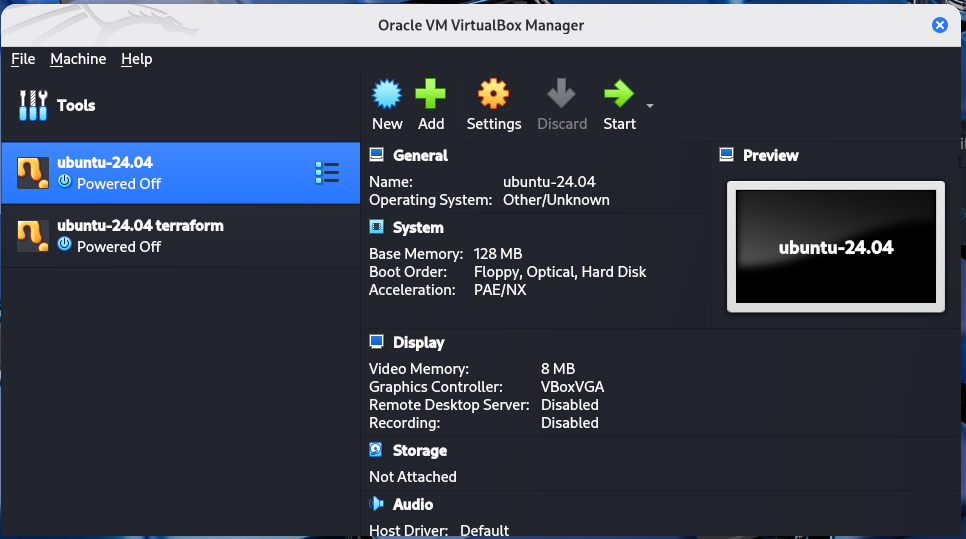 Oracle VM VirtualBox Manager
File Machine Help
Tools
New Add Settings Discard Start
ubuntu-24.04
Powered Off
ubuntu-24.04 terraform
Powered Off
General
Name: ubuntu-24.04
Operating System: Other/Unknown
System
Base Memory: 128 MB
Boot Order: Floppy, Optical, Hard Disk
Acceleration: PAE/NX
Preview
ubuntu-24.04
Display
Video Memory: 8 MB
Graphics Controller: VBoxVGA
Remote Desktop Server: Disabled
Recording: Disabled
Storage
Not Attached
Audio
Host Driver: Default